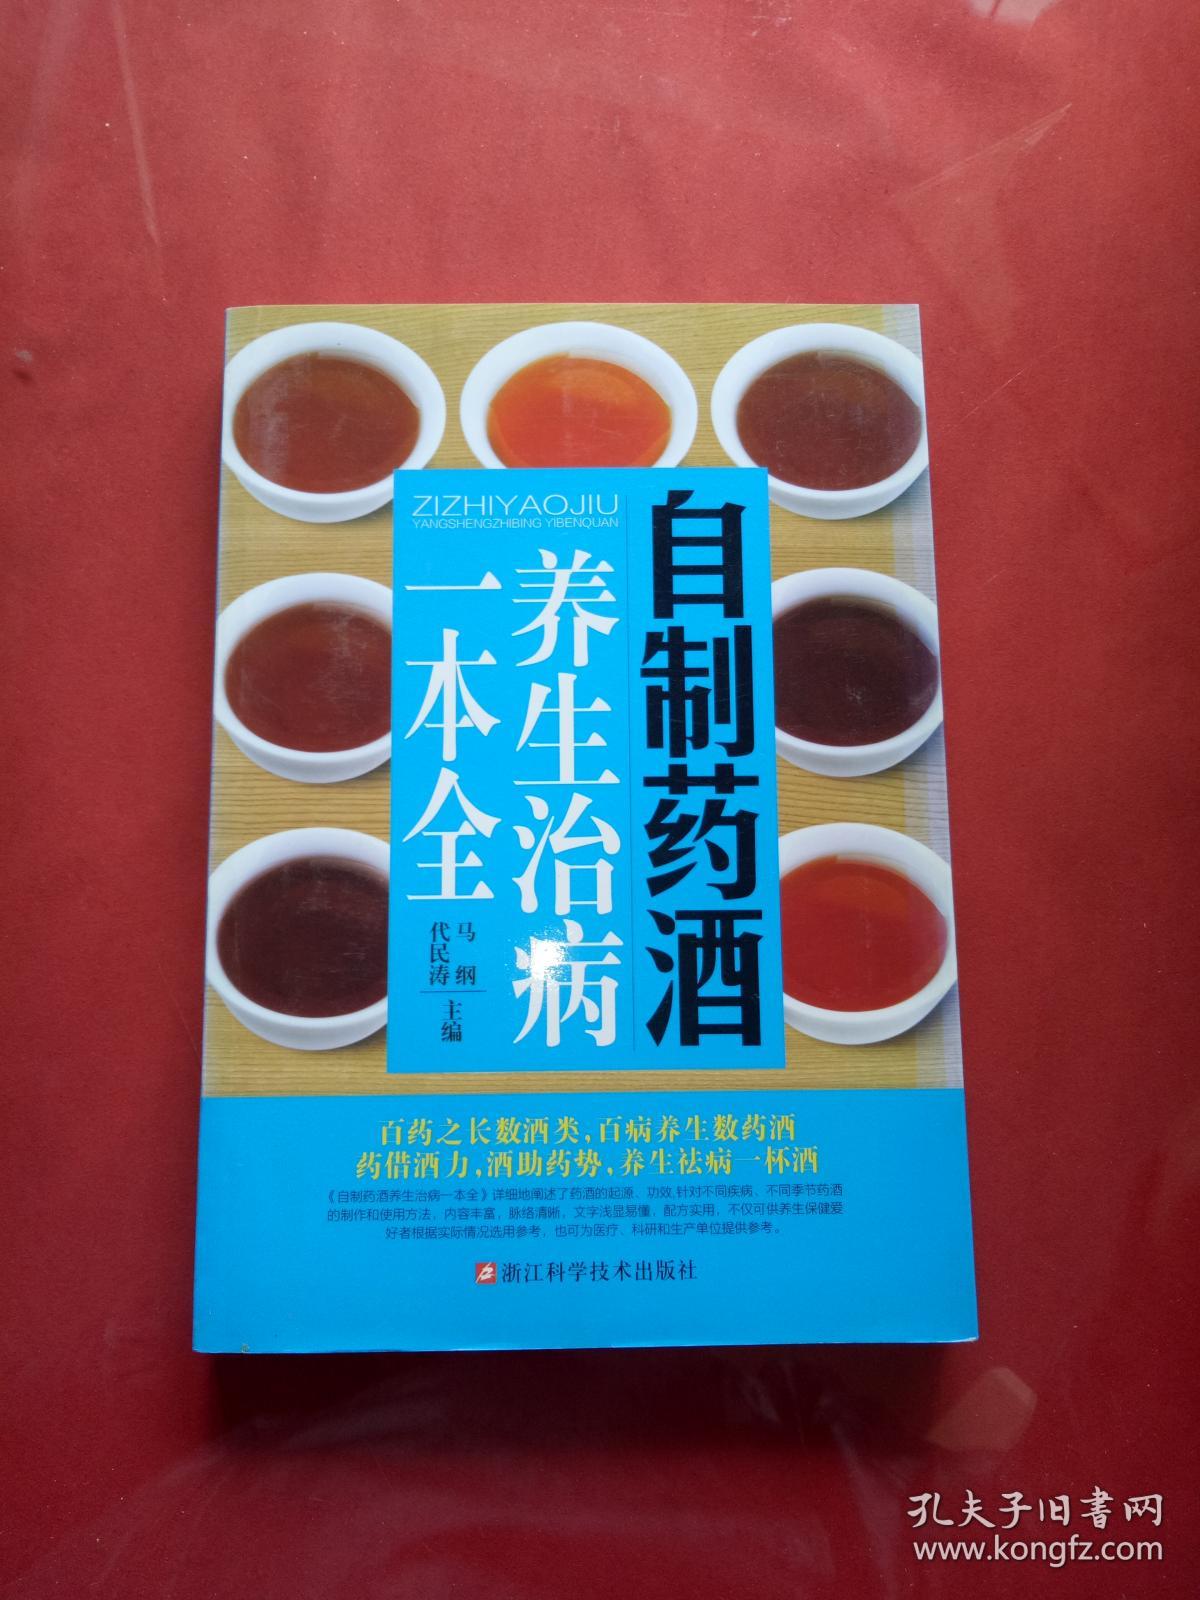 自制药酒
ZIZHIYAOJIU
YANGSHENGZHIBING YIBENQUAN
养生治病
一本全
马纲
代民涛
主编
百药之长数酒类，百病养生数药酒
药借酒力，酒助药势，养生祛病一杯酒
《自制药酒养生治病一本全》详细地阐述了药酒的起源、功效，针对不同疾病、不同季节药酒
的制作和使用方法，内容丰富，脉络清晰，文字浅显易懂，配方实用，不仅可供养生保健爱
好者根据实际情况选用参考，也可为医疗、科研和生产单位提供参考。
浙江科学技术出版社
孔夫子旧书网
www.kongfz.com